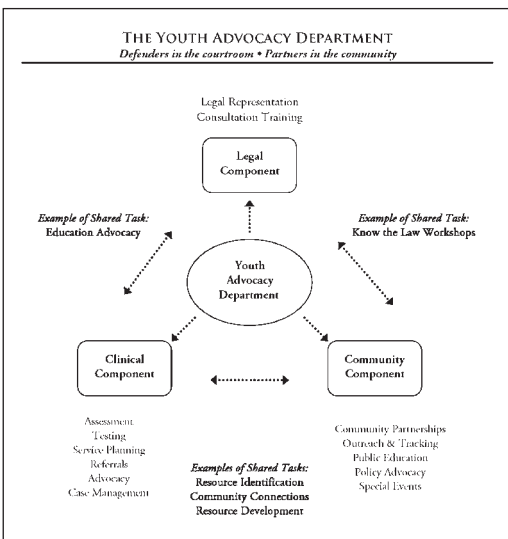 THE YOUTH ADVOCACY DEPARTMENT
Defenders in the courtroom • Partners in the community
Legal Representation
Consultation Training
Legal
Component
Example of Shared Task:
Education Advocacy
Example of Shared Task:
Know the Law Workshops
Youth
Advocacy
Department
Clinical
Component
Community
Component
Assessment
Testing
Service Planning
Referrals
Advocacy
Case Management
Examples of Shared Tasks:
Resource Identification
Community Connections
Resource Development
Community Partnerships
Outreach & Tracking
Public Education
Policy Advocacy
Special Events